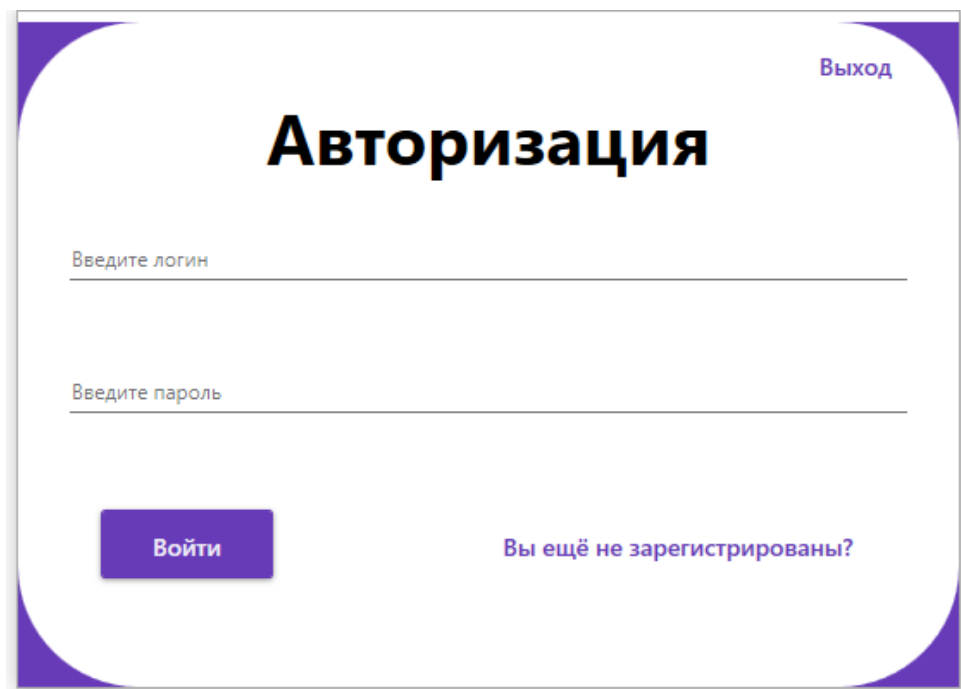 Выход
Авторизация
Введите логин
Введите пароль
Войти
Вы ещё не зарегистрированы?